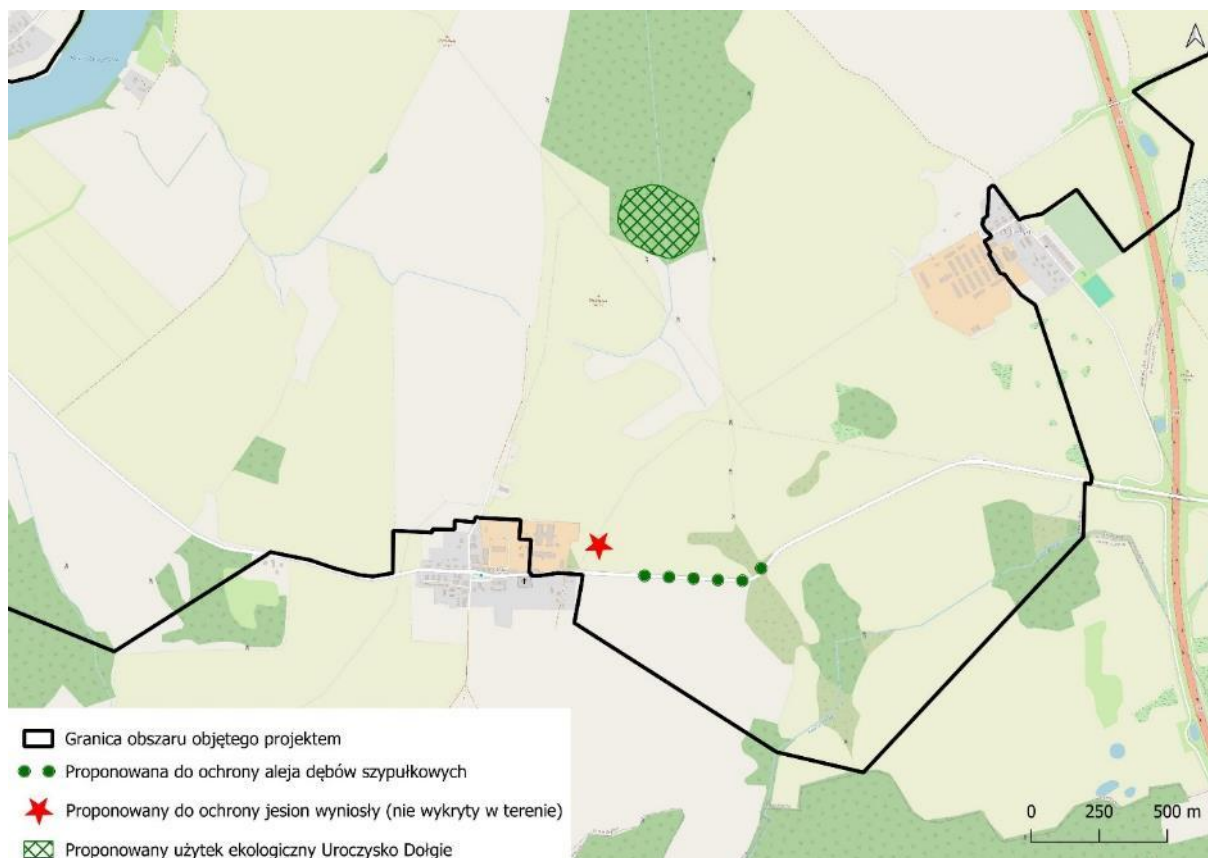 Granica obszaru objętego projektem
Proponowana do ochrony aleja dębów szypułkowych
Proponowany do ochrony jesion wyniosły (nie wykryty w terenie)
Proponowany użytek ekologiczny Uroczysko Dołgie
0 250 500 m